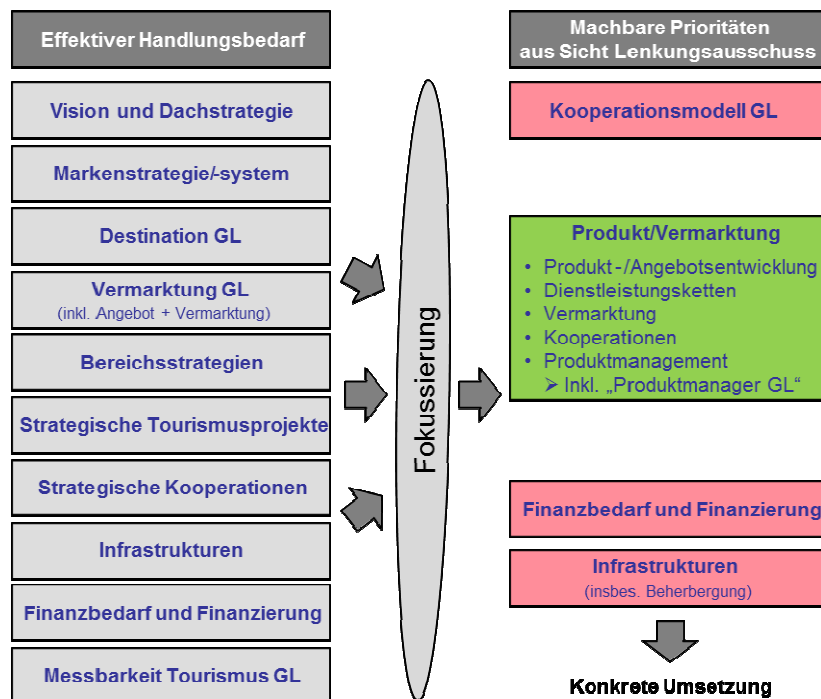 Effektiver Handlungsbedarf
Vision und Dachstrategie
Markenstrategie/-system
Destination GL
Vermarktung GL
(inkl. Angebot + Vermarktung)
Bereichsstrategien
Strategische Tourismusprojekte
Strategische Kooperationen
Infrastrukturen
Finanzbedarf und Finanzierung
Messbarkeit Tourismus GL
Fokussierung
Machbare Prioritäten
aus Sicht Lenkungsausschuss
Kooperationsmodell GL
Produkt/Vermarktung
• Produkt-/Angebotsentwicklung
• Dienstleistungsketten
• Vermarktung
• Kooperationen
• Produktmanagement
➢ Inkl. „Produktmanager GL“
Finanzbedarf und Finanzierung
Infrastrukturen
(insbes. Beherbergung)
Konkrete Umsetzung